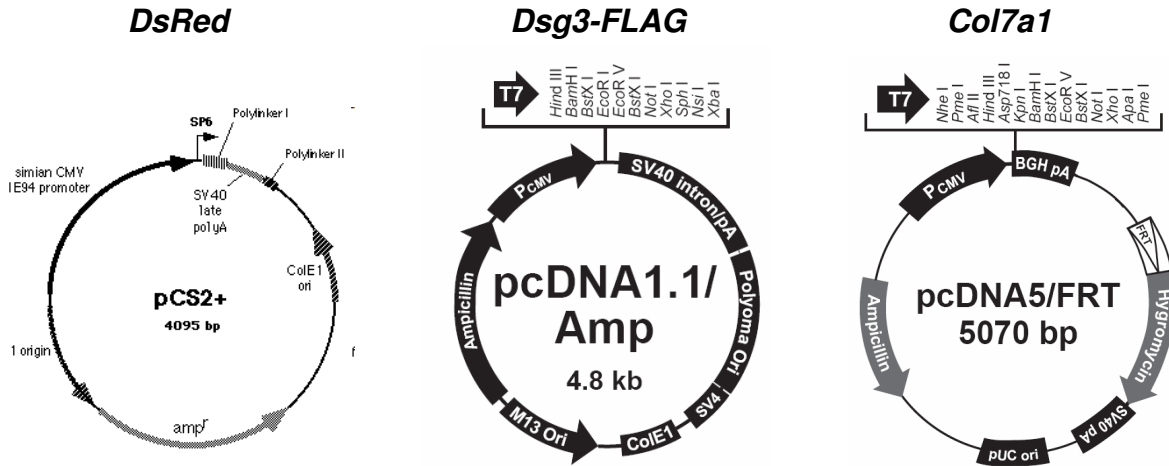 DsRed
Dsg3-FLAG
Col7a1
SP6
Polylinker I
Polylinker II
simian CMV
IE94 promoter
SV40
late
polyA
ColE1
ori
pCS2+
4095 bp
1 origin
f
ampr
T7
Hind III
BamH I
BstX I
EcoR I
EcoR V
BstX I
Not I
Xho I
Sph I
Nsi I
Xba I
PCMV
SV40 intron/pA
Polyoma Ori
SV4
ColE1
M13 Ori
Ampicillin
pcDNA1.1/
Amp
4.8 kb
T7
Nhe I
Pme I
Afl II
Hind III
Asp718 I
Kpn I
BamH I
BstX I
EcoR V
BstX I
Not I
Xho I
Apa I
Pme I
PCMV
BGH pA
FRT
Hygromycin
SV40 pA
pUC ori
Ampicillin
pcDNA5/FRT
5070 bp